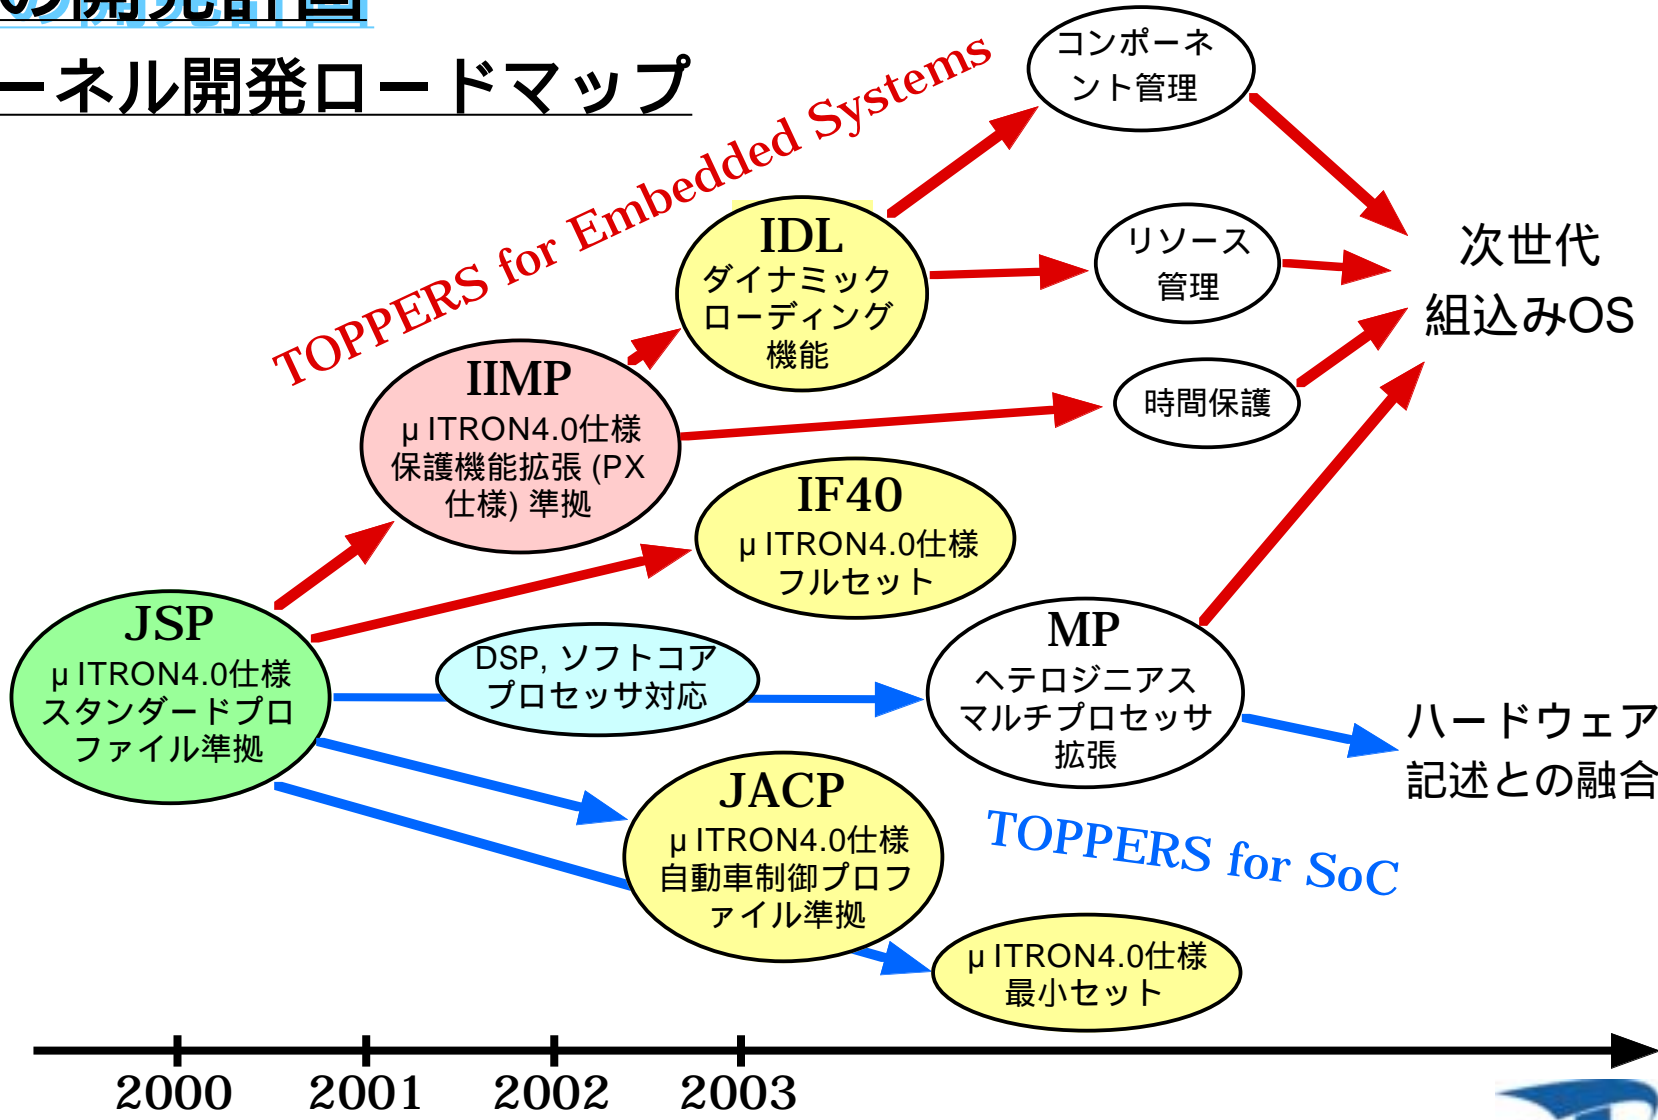 の開発計画
ーネル開発ロードマップ
TOPPERS for Embedded Systems
コンポーネ
ント管理
IDL
ダイナミック
ローディング
機能
リソース
管理
次世代
組込みOS
IIMP
μITRON4.0仕様
保護機能拡張 (PX
仕様) 準拠
時間保護
IF40
μITRON4.0仕様
フルセット
JSP
μITRON4.0仕様
スタンダードプロ
ファイル準拠
DSP, ソフトコア
プロセッサ対応
MP
ヘテロジニアス
マルチプロセッサ
拡張
ハードウェア
記述との融合
JACP
μITRON4.0仕様
自動車制御プロフ
ァイル準拠
TOPPERS for SoC
μITRON4.0仕様
最小セット
2000 2001 2002 2003